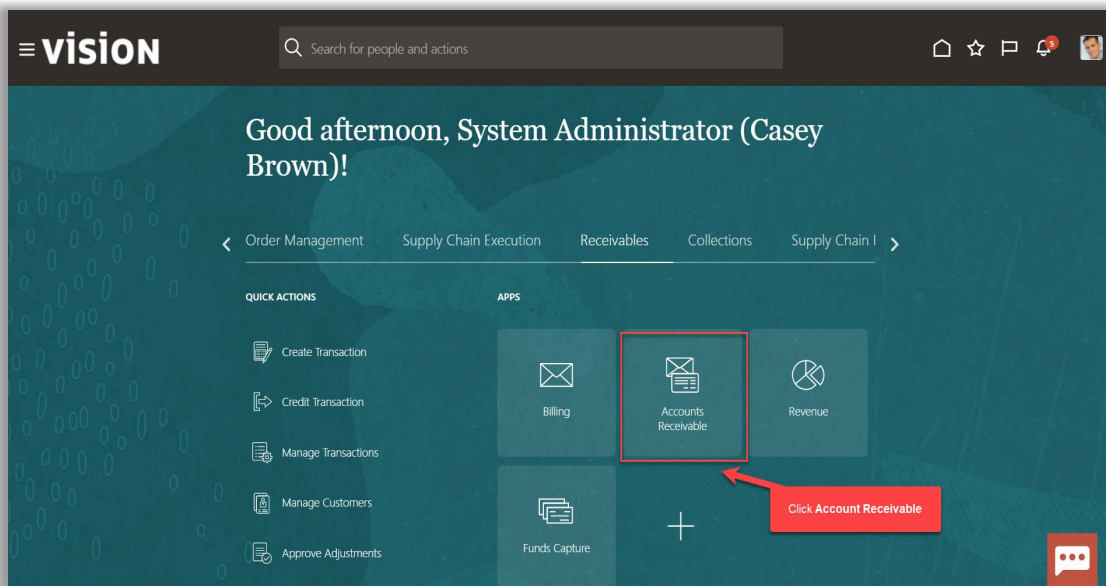 vision
Search for people and actions
5
Good afternoon, System Administrator (Casey
Brown)!
Order Management
Supply Chain Execution
Receivables
Collections
Supply Chain
QUICK ACTIONS
APPS
Create Transaction
Credit Transaction
Manage Transactions
Manage Customers
Approve Adjustments
Billing
Accounts
Receivable
Revenue
Click Account Receivable
Funds Capture